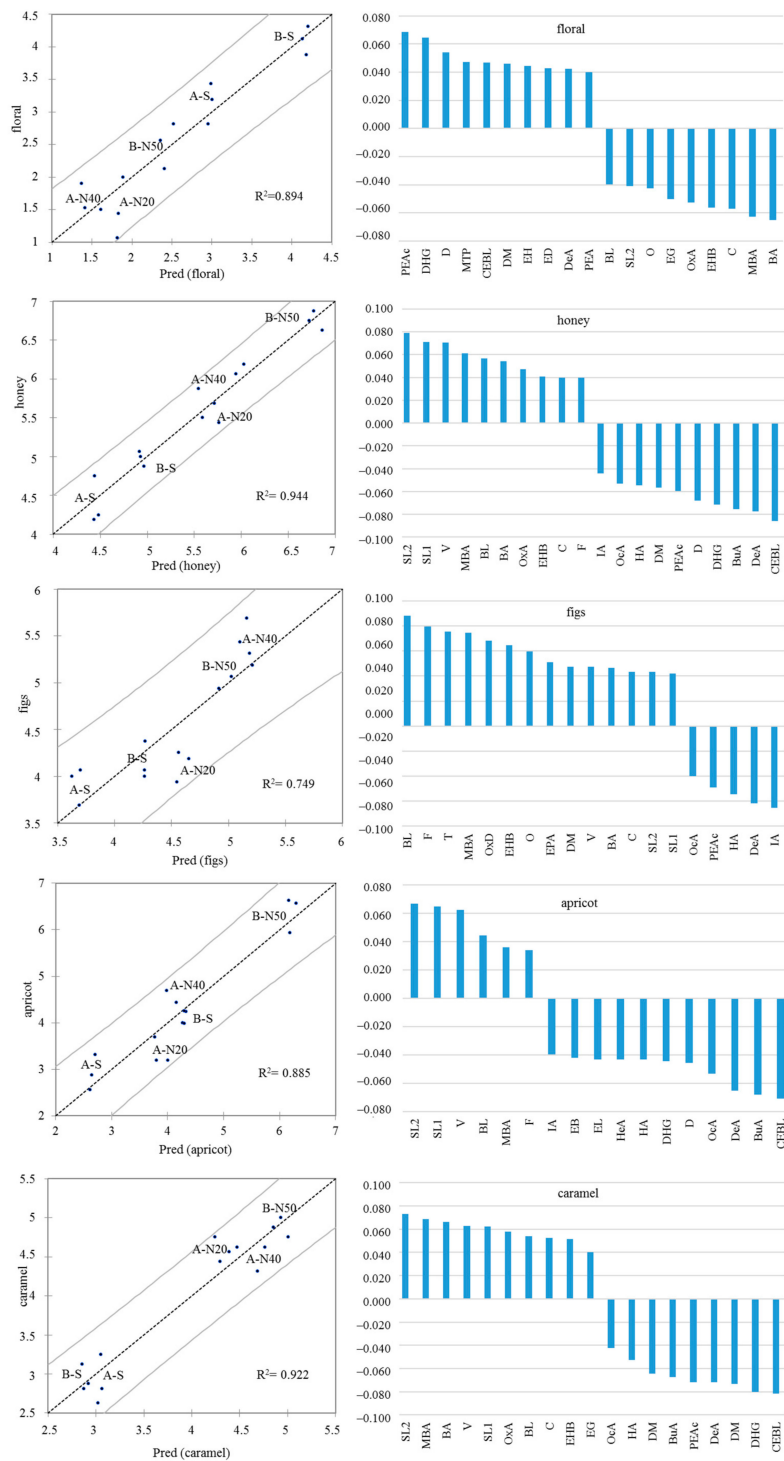 4.5
4
3.5
3
2.5
2
1.5
1
floral
B-S
A-S
B-N50
A-N40
A-N20
R²=0.894
1 1.5 2 2.5 3 3.5 4 4.5
Pred (floral)
floral
0.080
0.060
0.040
0.020
0.000
−0.020
−0.040
−0.060
−0.080
PEAc DHG D MTP CEBL DM EH ED DeA PEA BL SL2 O EG OxA EHB C MBA BA
7
6
5
4
honey
B-N50
A-N40
A-N20
B-S
A-S
R²= 0.944
4 4.5 5 5.5 6 6.5 7
Pred (honey)
honey
0.100
0.080
0.060
0.040
0.020
0.000
−0.020
−0.040
−0.060
−0.080
−0.100
SL2 SL1 V MBA BL BA OxA EHB C F IA OcA HA DM PEAc D DHG BuA DeA CEBL
6
5.5
5
4.5
4
3.5
figs
A-N40
B-N50
B-S
A-N20
A-S
R²= 0.749
3.5 4 4.5 5 5.5 6
Pred (figs)
figs
0.100
0.080
0.060
0.040
0.040
0.000
−0.020
−0.040
−0.060
−0.080
−0.100
BL F T MBA OxD EHB O EPA DM V BA C SL2 SL1 OcA PEAc HA DeA IA
7
6
5
4
3
2
apricot
B-N50
A-N40
B-S
A-N20
A-S
R²= 0.885
2 3 4 5 6 7
Pred (apricot)
apricot
0.080
0.060
0.040
0.020
0.000
−0.020
−0.040
−0.060
−0.080
SL2 SL1 V BL MBA F IA EB EL HeA HA DHG D OcA DeA BuA CEBL
5.5
5
4.5
4
3.5
3
2.5
caramel
B-N50
A-N20
A-N40
B-S
A-S
R²= 0.922
2.5 3 3.5 4 4.5 5 5.5
Pred (caramel)
caramel
0.100
0.080
0.060
0.040
0.020
0.000
−0.020
−0.040
−0.060
−0.080
−0.100
SL2 MBA BA V SL1 OxA BL C EHB EG OcA HA DM BuA PEAc DeA DM DHG CEBL